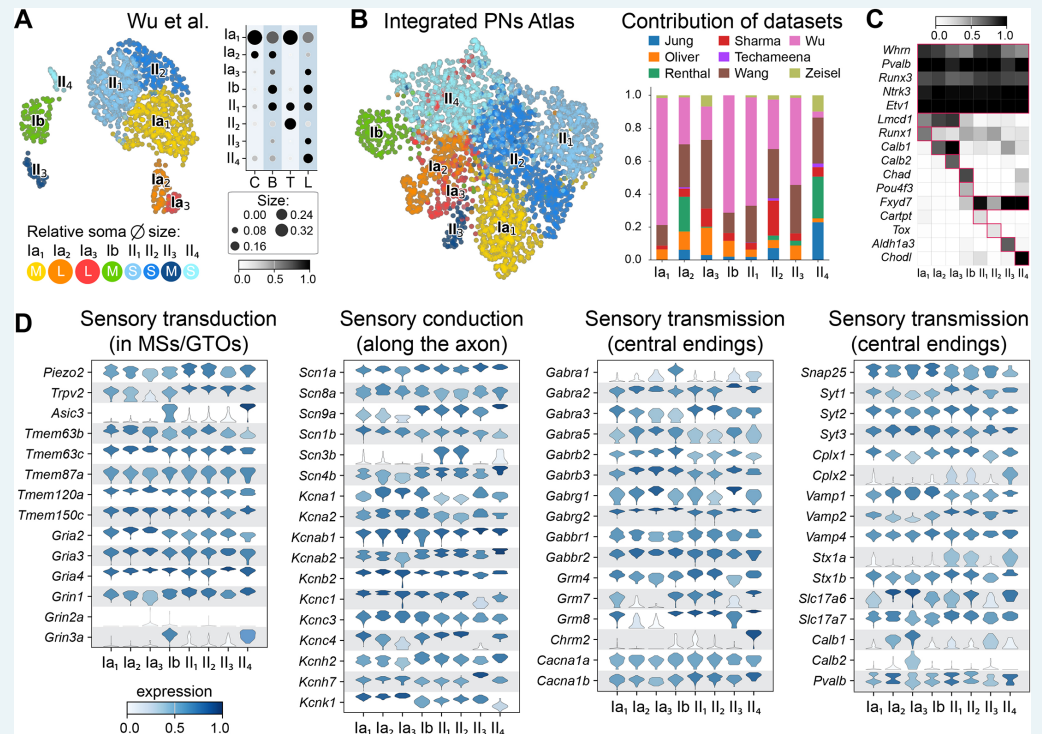 A
Wu et al.
II₄
II₁
II₂
Ib
Ia₁
II₃
Ia₂
Ia₃
Relative soma Ø size:
Ia₁ Ia₂ Ia₃ Ib II₁ II₂ II₃ II₄
M L L M S S M S
Ia₁
Ia₂
Ia₃
Ib
II₁
II₂
II₃
II₄
C B T L
Size:
0.00 0.24
0.08 0.32
0.16
0.0 0.5 1.0
B
Integrated PNs Atlas
II₄
Ib
II₁
II₂
Ia₂
Ia₃
II₃
Ia₁
Contribution of datasets
Jung Sharma Wu
Oliver Techameena
Renthal Wang Zeisel
1.0
0.8
0.6
0.4
0.2
0.0
Ia₁ Ia₂ Ia₃ Ib II₁ II₂ II₃ II₄
C
0.0 0.5 1.0
Whrn
Pvalb
Runx3
Ntrk3
Etv1
Lmcd1
Runx1
Calb1
Calb2
Chad
Pou4f3
Fxyd7
Cartpt
Tox
Aldh1a3
Chodl
Ia₁ Ia₂ Ia₃ Ib II₁ II₂ II₃ II₄
D
Sensory transduction
(in MSs/GTOs)
Piezo2
Trpv2
Asic3
Tmem63b
Tmem63c
Tmem87a
Tmem120a
Tmem150c
Gria2
Gria3
Gria4
Grin1
Grin2a
Grin3a
Ia₁ Ia₂ Ia₃ Ib II₁ II₂ II₃ II₄
expression
0.0 0.5 1.0
Sensory conduction
(along the axon)
Scn1a
Scn8a
Scn9a
Scn1b
Scn3b
Scn4b
Kcna1
Kcna2
Kcnab1
Kcnab2
Kcnb2
Kcnc1
Kcnc3
Kcnc4
Kcnh2
Kcnh7
Kcnk1
Ia₁ Ia₂ Ia₃ Ib II₁ II₂ II₃ II₄
Sensory transmission
(central endings)
Gabra1
Gabra2
Gabra3
Gabra5
Gabrb2
Gabrb3
Gabrg1
Gabrg2
Gabbr1
Gabbr2
Grm4
Grm7
Grm8
Chrm2
Cacna1a
Cacna1b
Ia₁ Ia₂ Ia₃ Ib II₁ II₂ II₃ II₄
Sensory transmission
(central endings)
Snap25
Syt1
Syt2
Syt3
Cplx1
Cplx2
Vamp1
Vamp2
Vamp4
Stx1a
Stx1b
Slc17a6
Slc17a7
Calb1
Calb2
Pvalb
Ia₁ Ia₂ Ia₃ Ib II₁ II₂ II₃ II₄